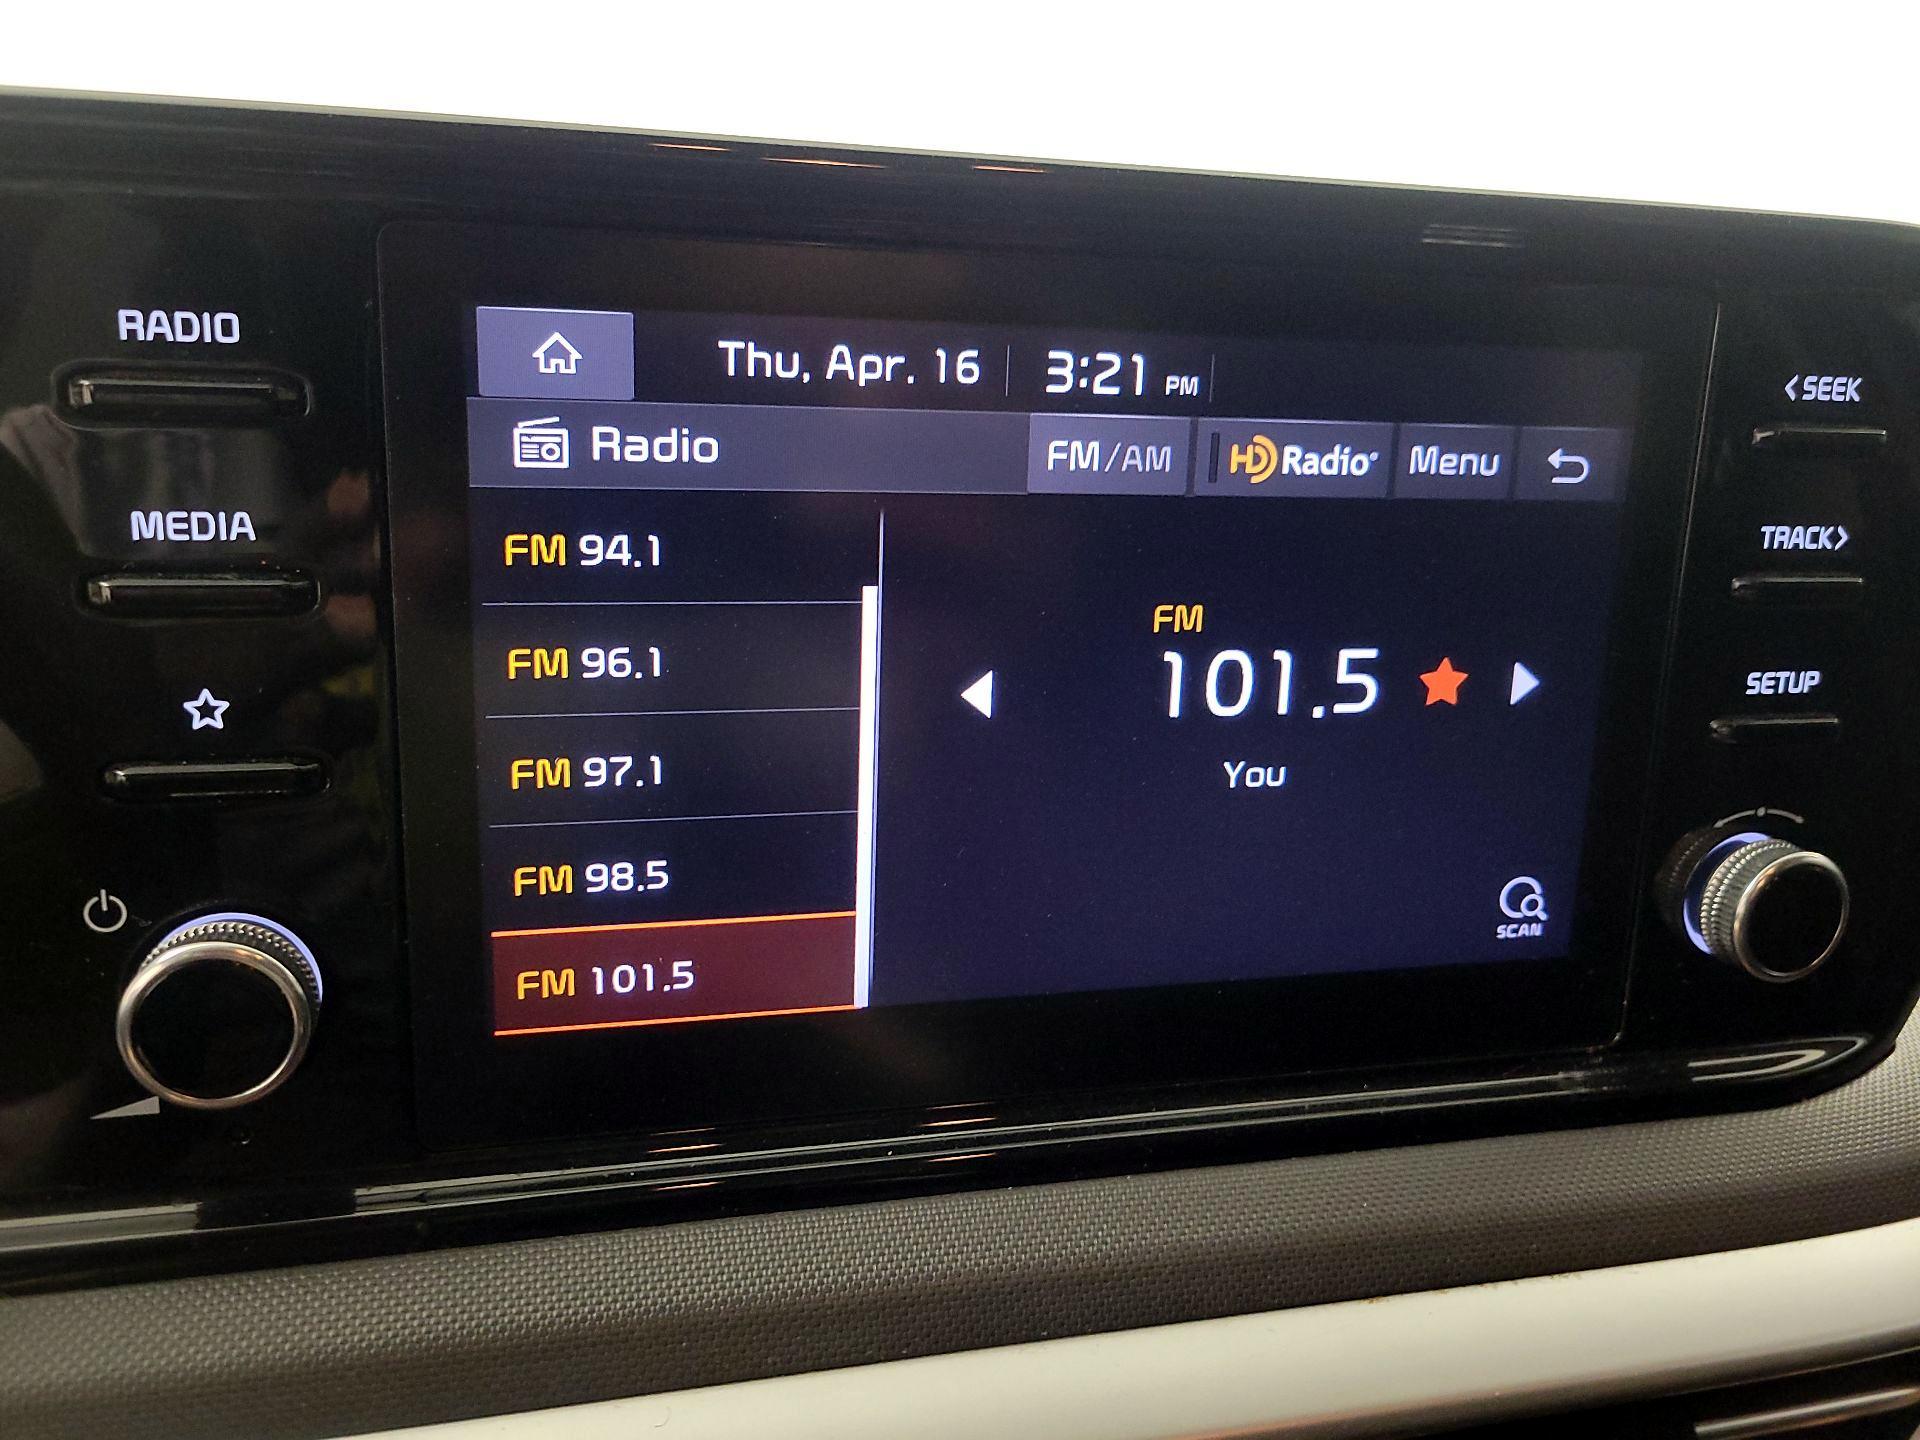 RADIO
MEDIA
Thu, Apr. 16 3:21 PM
Radio FM/AM HD Radio® Menu
FM 94.1
FM 96.1
FM 97.1
FM 98.5
FM 101.5
FM
101.5
You
SCAN
<SEEK
TRACK>
SETUP